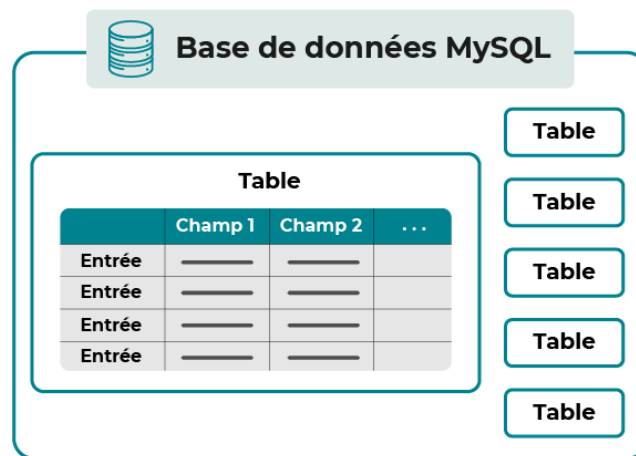 Base de données MySQL
Table
Champ 1 Champ 2 ...
Entrée
Entrée
Entrée
Entrée
Table
Table
Table
Table
Table